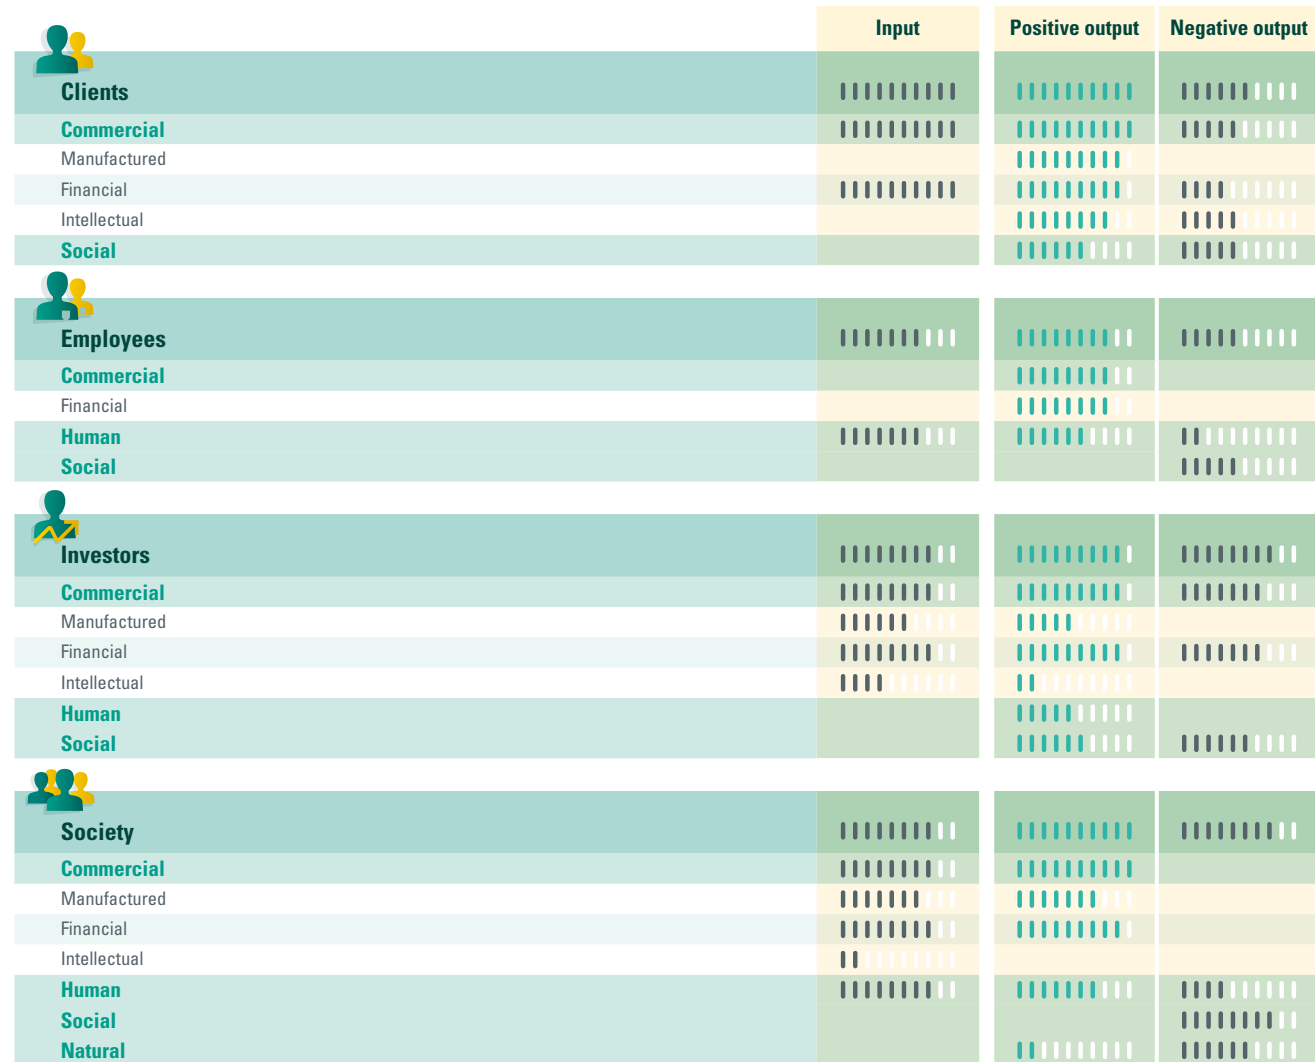 Input Positive output Negative output
Clients
Commercial
Manufactured
Financial
Intellectual
Social
Employees
Commercial
Financial
Human
Social
Investors
Commercial
Manufactured
Financial
Intellectual
Human
Social
Society
Commercial
Manufactured
Financial
Intellectual
Human
Social
Natural